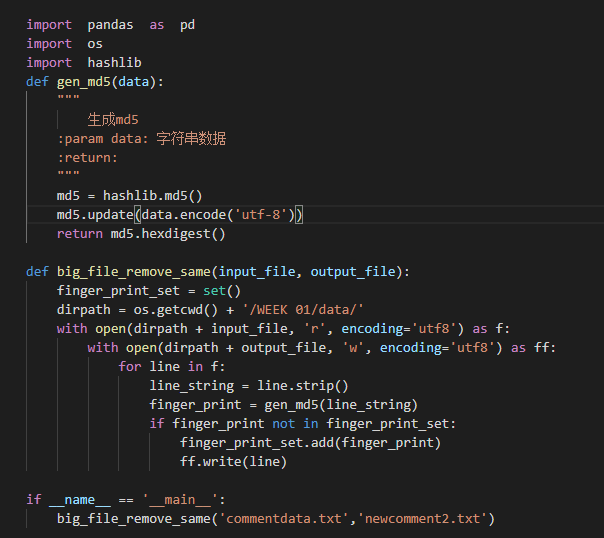 import  pandas  as  pd
import  os
import  hashlib
def gen_md5(data):
    """
        生成md5
    :param data: 字符串数据
    :return:
    """
    md5 = hashlib.md5()
    md5.update(data.encode('utf-8'))
    return md5.hexdigest()

def big_file_remove_same(input_file, output_file):
    finger_print_set = set()
    dirpath = os.getcwd() + '/WEEK 01/data/'
    with open(dirpath + input_file, 'r', encoding='utf8') as f:
        with open(dirpath + output_file, 'w', encoding='utf8') as ff:
            for line in f:
                line_string = line.strip()
                finger_print = gen_md5(line_string)
                if finger_print not in finger_print_set:
                    finger_print_set.add(finger_print)
                    ff.write(line)

if __name__ == '__main__':
    big_file_remove_same('commentdata.txt','newcomment2.txt')